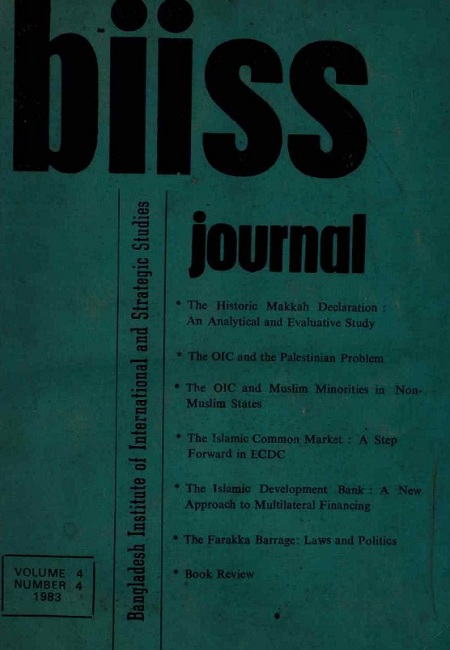 biiss
journal
Bangladesh Institute of International and Strategic Studies
* The Historic Makkah Declaration :
An Analytical and Evaluative Study
* The OIC and the Palestinian Problem
* The OIC and Muslim Minorities in Non-
Muslim States
* The Islamic Common Market : A Step
Forward in ECDC
* The Islamic Development Bank : A New
Approach to Multilateral Financing
* The Farakka Barrage: Laws and Politics
* Book Review
VOLUME 4
NUMBER 4
1983